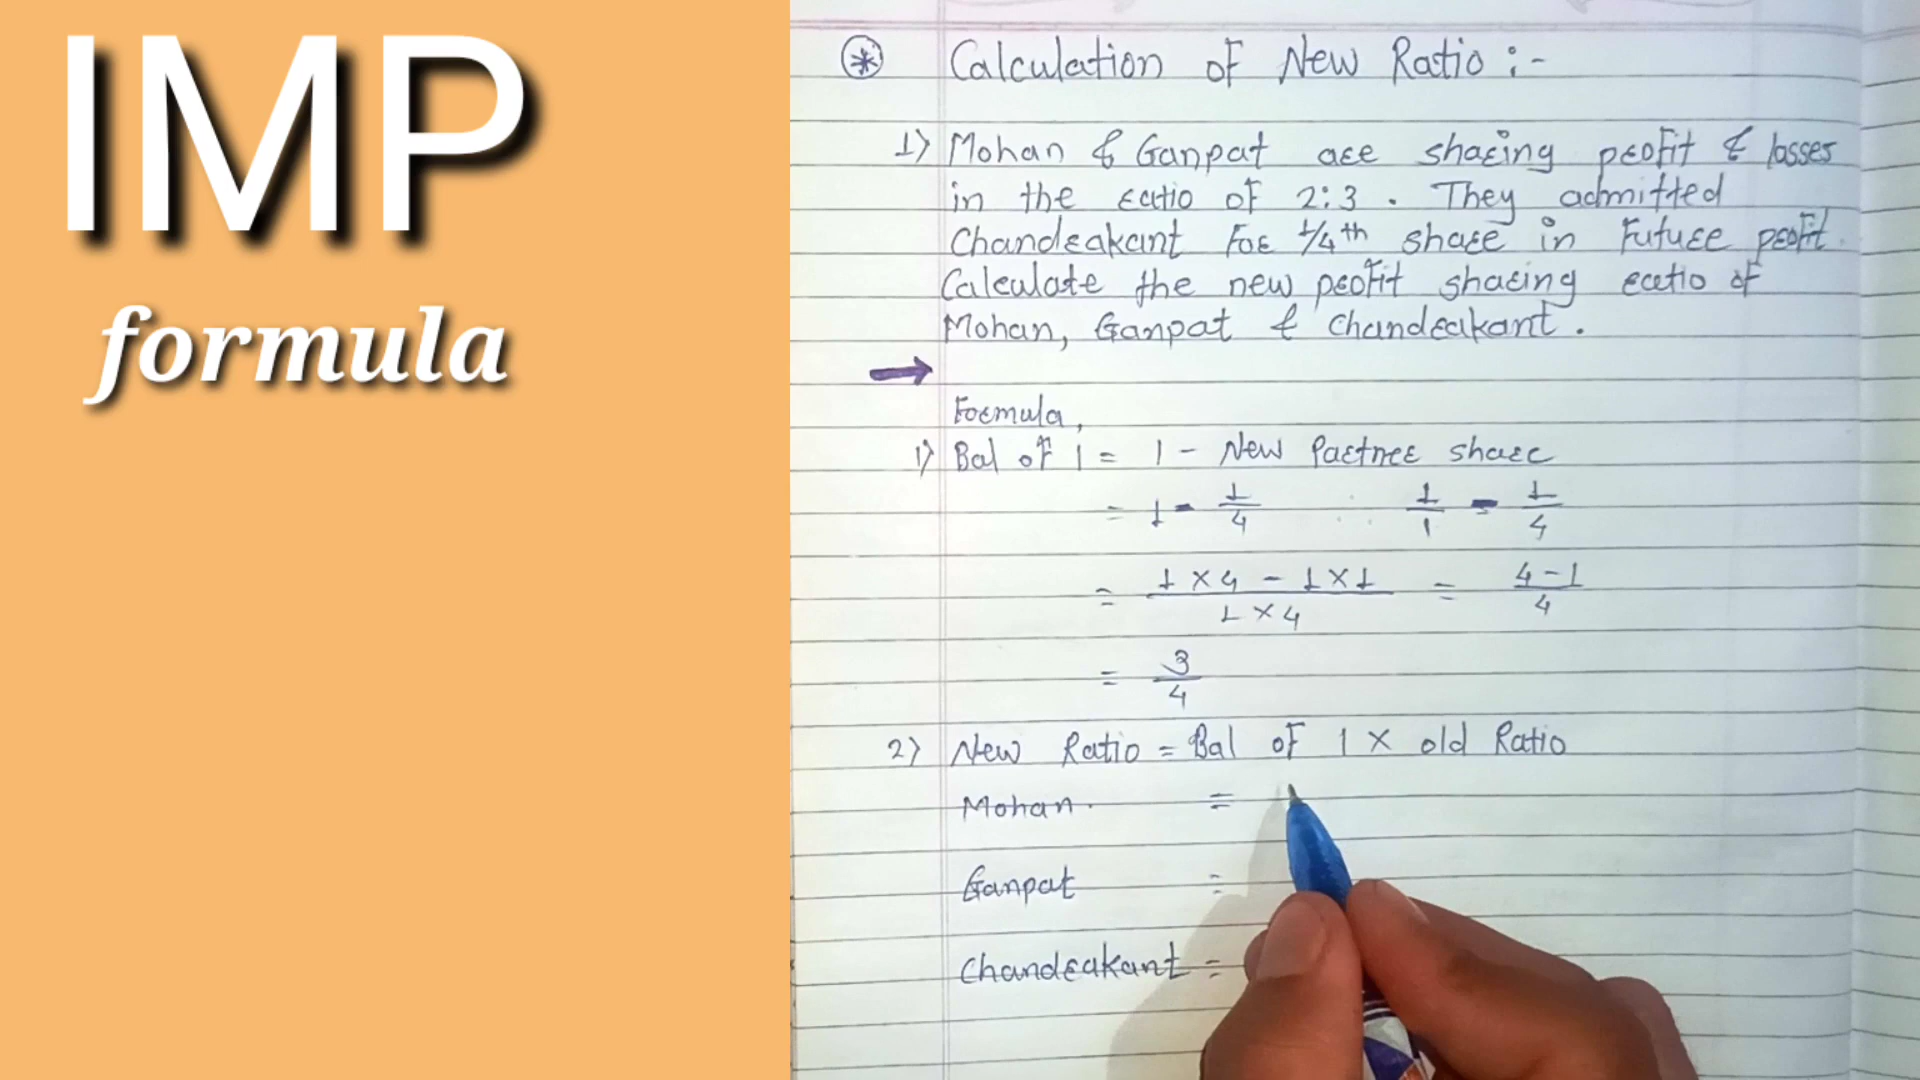 IMP
formula
* Calculation of New Ratio :-
1) Mohan & Ganpat are sharing profit & losses
in the ratio of 2:3 . They admitted
Chandrakant For 1/4th share in Future profit.
Calculate the new profit sharing ratio of
Mohan, Ganpat & Chandrakant .
Formula,
1) Bal of 1 = 1 - New Partner share
= 1 - 1/4 1/1 - 1/4
= 1 × 4 - 1 × 1 / 1 × 4 = 4 - 1 / 4
= 3/4
2) New Ratio = Bal of 1 × old Ratio
Mohan =
Ganpat =
Chandrakant =